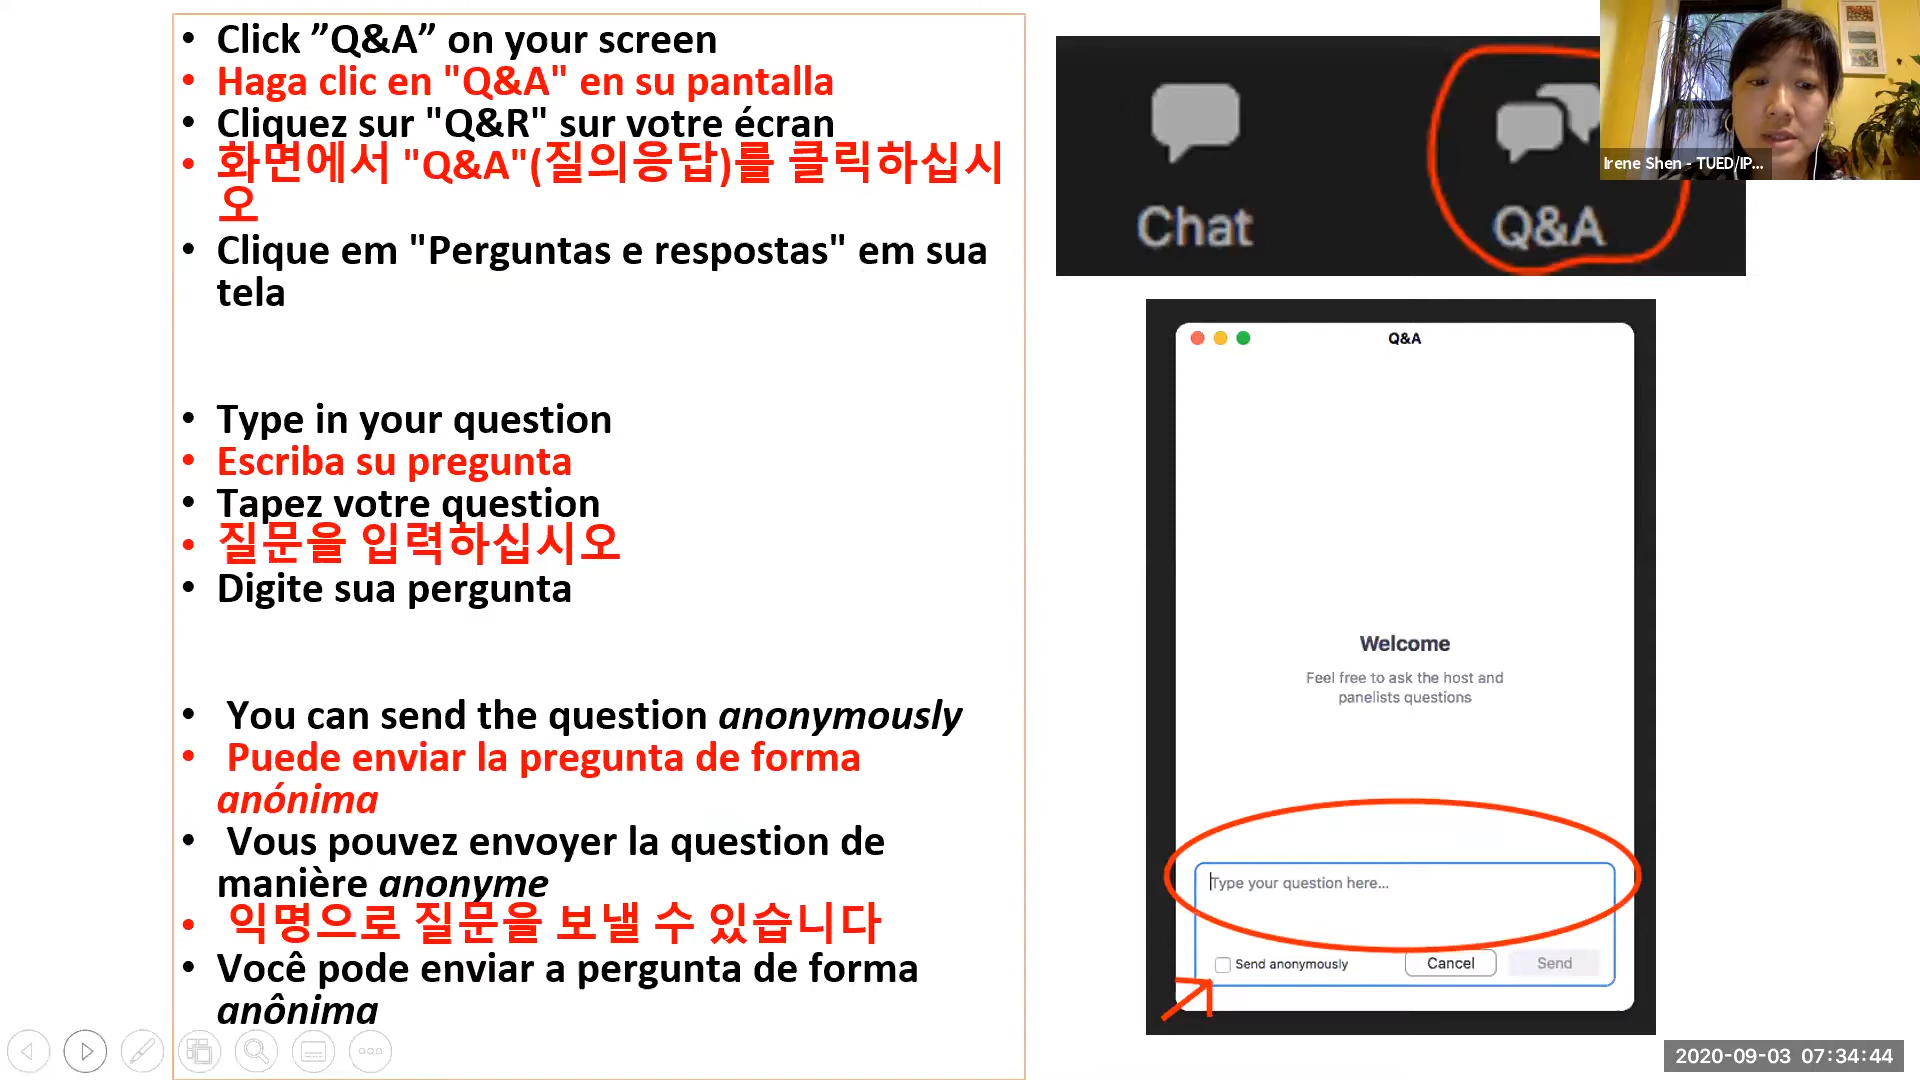 • Click ”Q&A” on your screen
• Haga clic en "Q&A" en su pantalla
• Cliquez sur "Q&R" sur votre écran
• 화면에서 "Q&A"(질의응답)를 클릭하십시
오
• Clique em "Perguntas e respostas" em sua
tela
• Type in your question
• Escriba su pregunta
• Tapez votre question
• 질문을 입력하십시오
• Digite sua pergunta
• You can send the question anonymously
• Puede enviar la pregunta de forma
anónima
• Vous pouvez envoyer la question de
manière anonyme
• 익명으로 질문을 보낼 수 있습니다
• Você pode enviar a pergunta de forma
anônima
Chat
Q&A
Irene Shen - TUED/IP...
Q&A
Welcome
Feel free to ask the host and
panelists questions
Type your question here...
Send anonymously
Cancel
Send
2020-09-03 07:34:44